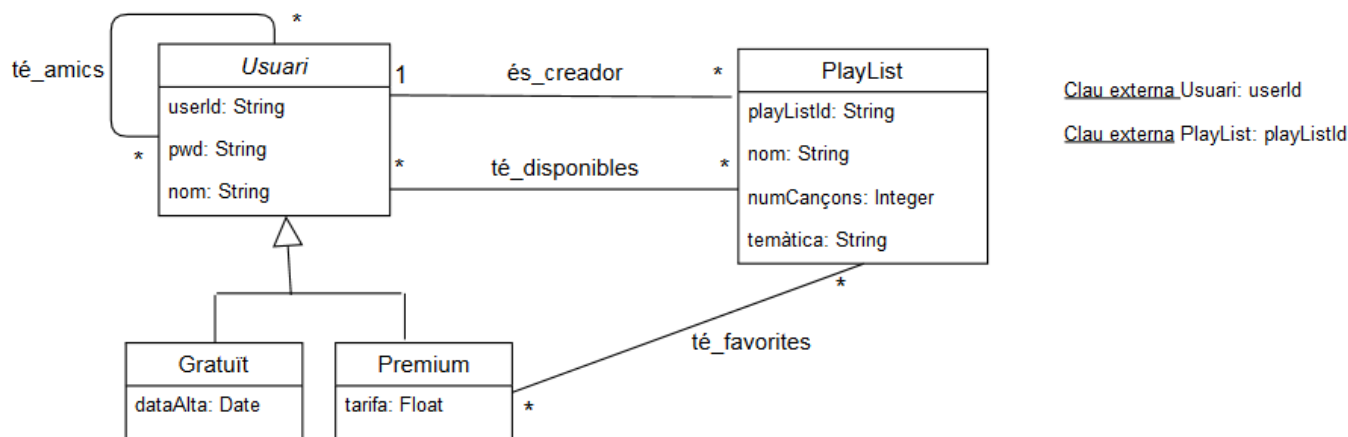 *
té_amics
Usuari
userId: String
pwd: String
nom: String
*
1
és_creador
*
*
té_disponibles
*
PlayList
playListId: String
nom: String
numCançons: Integer
temàtica: String
Clau externa Usuari: userId
Clau externa PlayList: playListId
*
té_favorites
*
Gratuït
dataAlta: Date
Premium
tarifa: Float